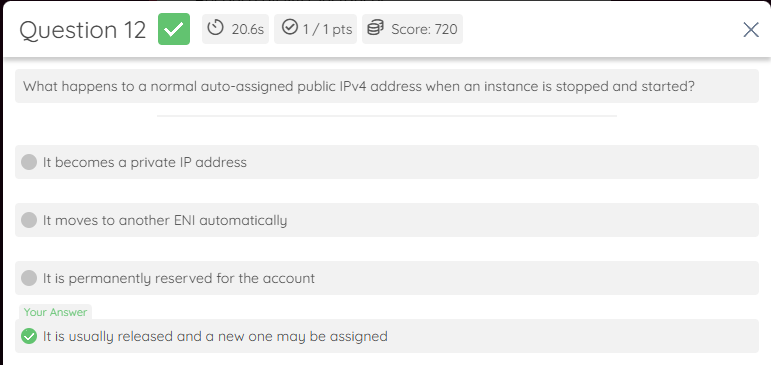 Question 12 20.6s 1 / 1 pts Score: 720
What happens to a normal auto-assigned public IPv4 address when an instance is stopped and started?
It becomes a private IP address
It moves to another ENI automatically
It is permanently reserved for the account
Your Answer
It is usually released and a new one may be assigned